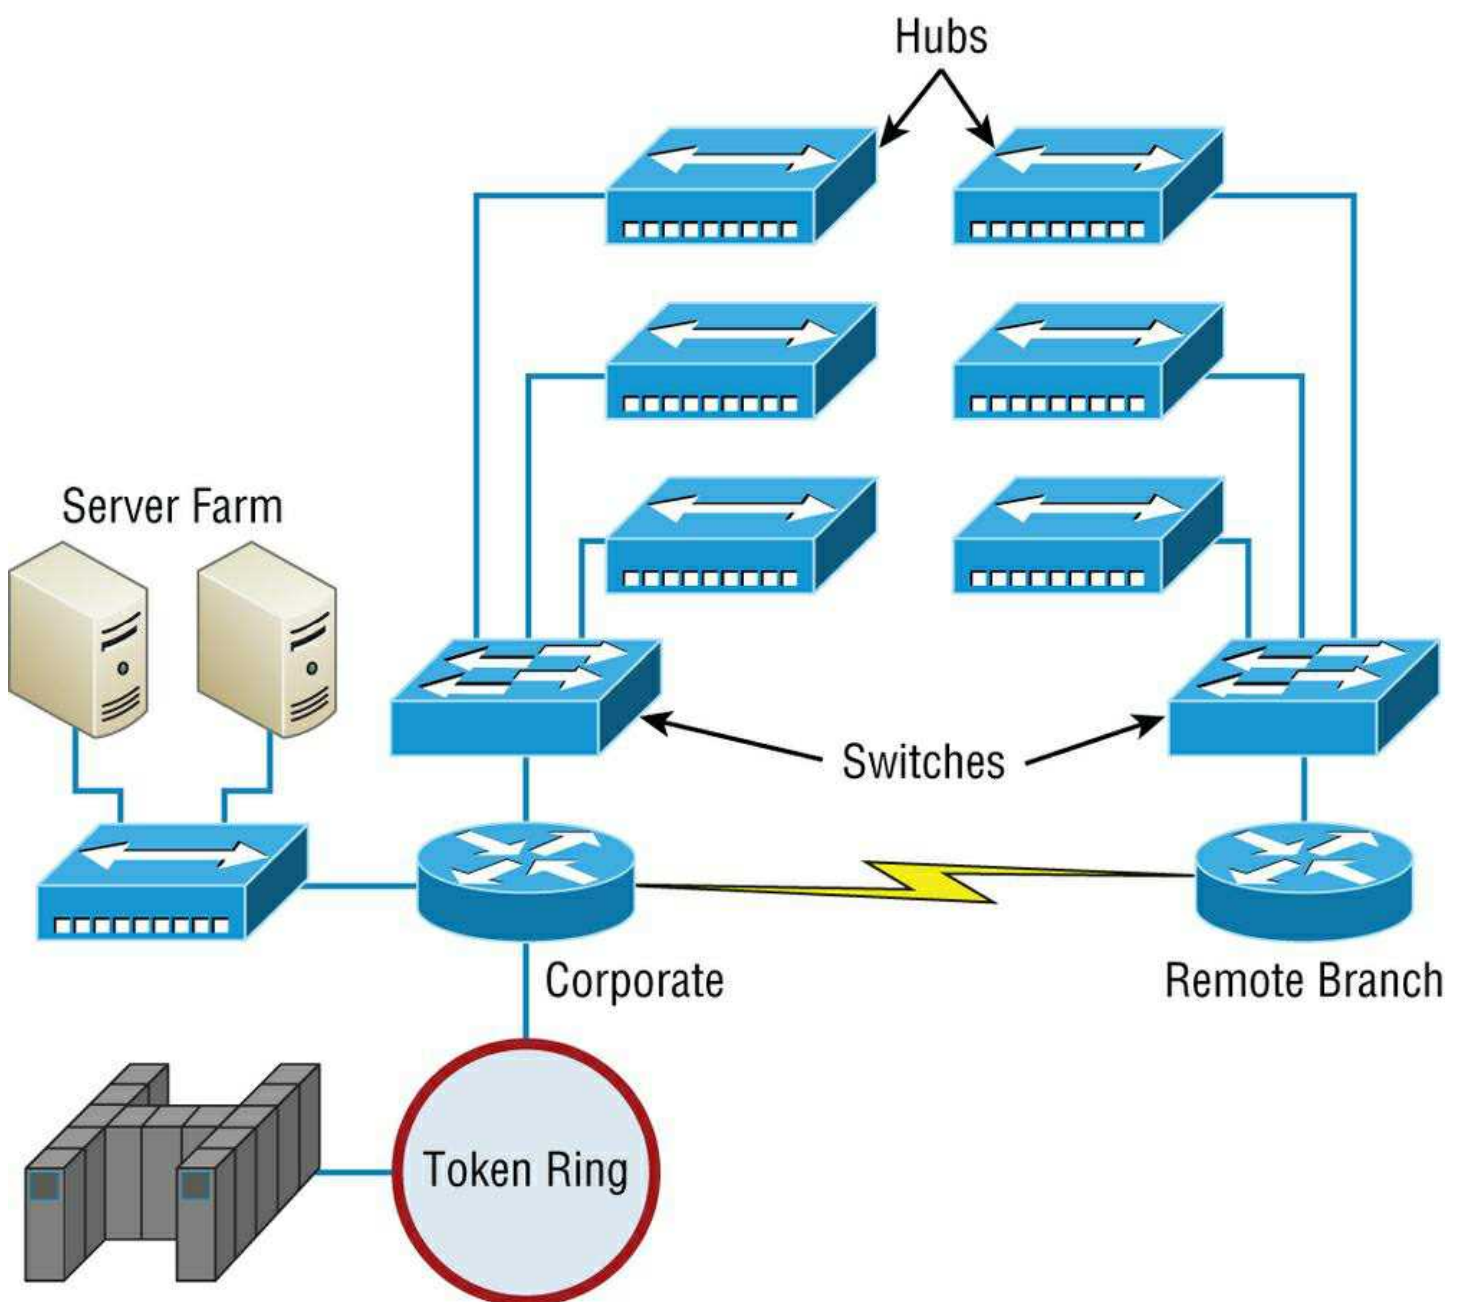 Hubs
Server Farm
Switches
Corporate
Remote Branch
Token Ring